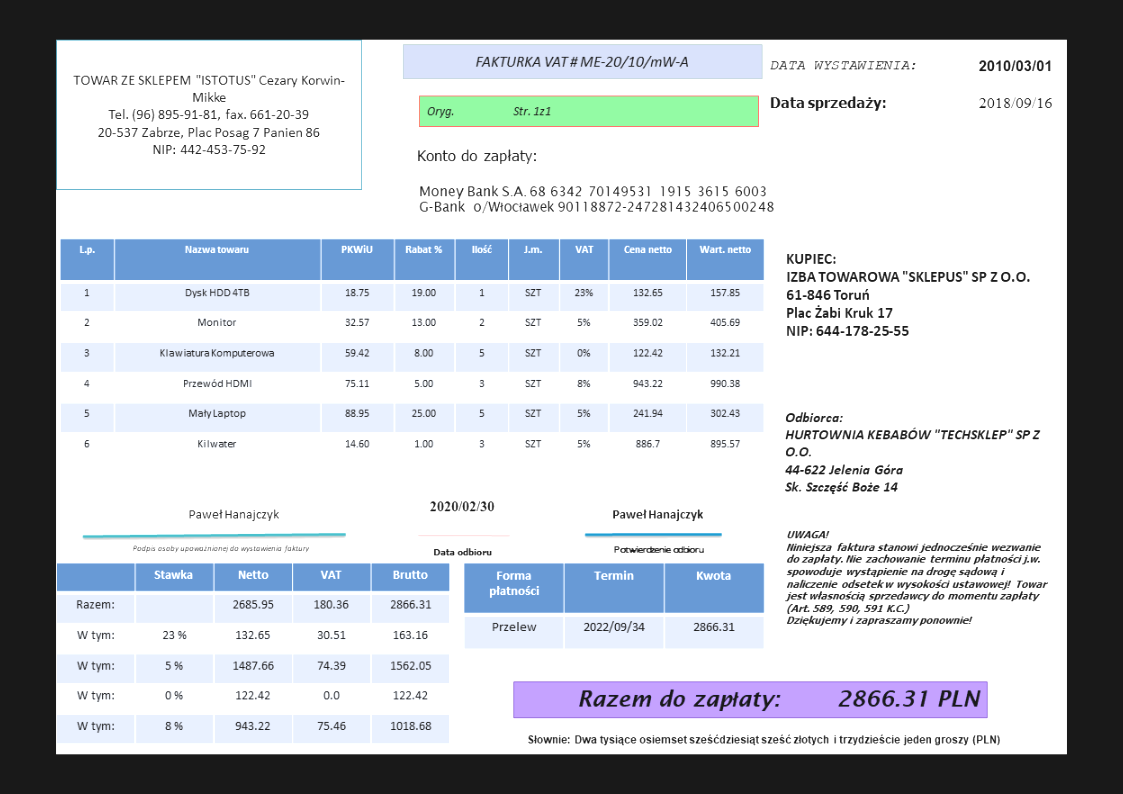 TOWAR ZE SKLEPEM "ISTOTUS" Cezary Korwin-
Mikke
Tel. (96) 895-91-81, fax. 661-20-39
20-537 Zabrze, Plac Posag 7 Panien 86
NIP: 442-453-75-92
FAKTURKA VAT # ME-20/10/mW-A
Oryg. Str. 1z1
DATA WYSTAWIENIA: 2010/03/01
Data sprzedaży: 2018/09/16
Konto do zapłaty:
Money Bank S.A. 68 6342 70149531 1915 3615 6003
G-Bank o/Włocławek 90118872-247281432406500248
L.p. Nazwa towaru PKWiU Rabat % Ilość J.m. VAT Cena netto Wart. netto
1 Dysk HDD 4TB 18.75 19.00 1 SZT 23% 132.65 157.85
2 Monitor 32.57 13.00 2 SZT 5% 359.02 405.69
3 Klawiatura Komputerowa 59.42 8.00 5 SZT 0% 122.42 132.21
4 Przewód HDMI 75.11 5.00 3 SZT 8% 943.22 990.38
5 Mały Laptop 88.95 25.00 5 SZT 5% 241.94 302.43
6 Kilwater 14.60 1.00 3 SZT 5% 886.7 895.57
KUPIEC:
IZBA TOWAROWA "SKLEPUS" SP Z O.O.
61-846 Toruń
Plac Żabi Kruk 17
NIP: 644-178-25-55
Odbiorca:
HURTOWNIA KEBABÓW "TECHSKLEP" SP Z
O.O.
44-622 Jelenia Góra
Sk. Szczęść Boże 14
Paweł Hanajczyk
Podpis osoby upoważnionej do wystawienia faktury
2020/02/30
Data odbioru
Paweł Hanajczyk
Potwierdzenie odbioru
UWAGA!
Niniejsza faktura stanowi jednocześnie wezwanie
do zapłaty. Nie zachowanie terminu płatności j.w.
spowoduje wystąpienie na drogę sądową i
naliczenie odsetek w wysokości ustawowej! Towar
jest własnością sprzedawcy do momentu zapłaty
(Art. 589, 590, 591 K.C.)
Dziękujemy i zapraszamy ponownie!
Stawka Netto VAT Brutto
Razem: 2685.95 180.36 2866.31
W tym: 23 % 132.65 30.51 163.16
W tym: 5 % 1487.66 74.39 1562.05
W tym: 0 % 122.42 0.0 122.42
W tym: 8 % 943.22 75.46 1018.68
Forma
płatności Termin Kwota
Przelew 2022/09/34 2866.31
Razem do zapłaty: 2866.31 PLN
Słownie: Dwa tysiące osiemset sześćdziesiąt sześć złotych i trzydzieście jeden groszy (PLN)